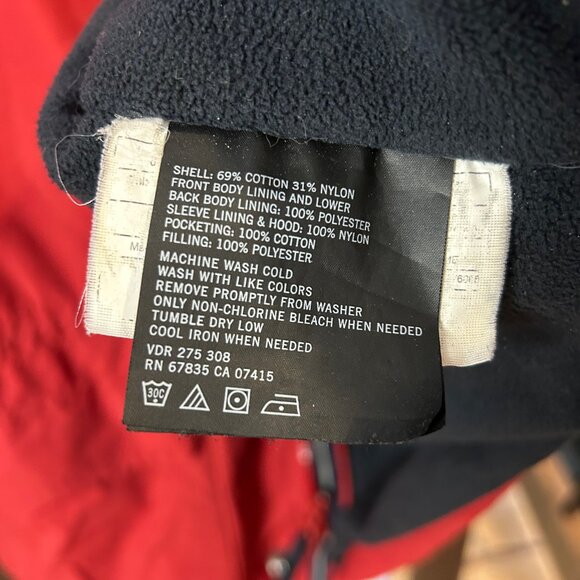 SHELL: 69% COTTON 31% NYLON
FRONT BODY LINING AND LOWER
BACK BODY LINING: 100% POLYESTER
SLEEVE LINING & HOOD: 100% NYLON
POCKETING: 100% COTTON
FILLING: 100% POLYESTER
MACHINE WASH COLD
WASH WITH LIKE COLORS
REMOVE PROMPTLY FROM WASHER
ONLY NON-CHLORINE BLEACH WHEN NEEDED
TUMBLE DRY LOW
COOL IRON WHEN NEEDED
VDR 275 308
RN 67835 CA 07415
30C